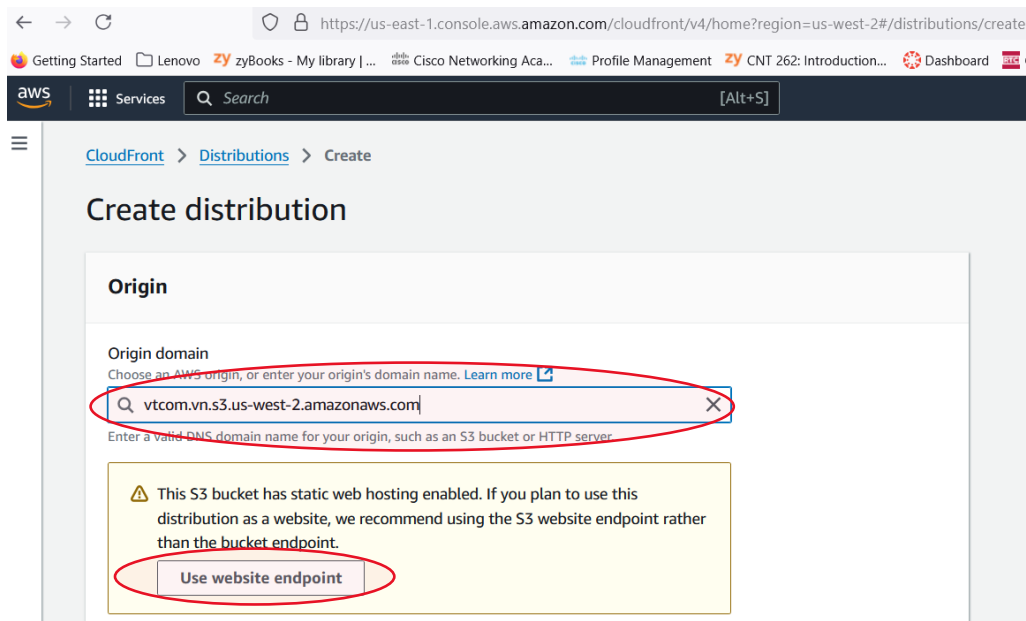 https://us-east-1.console.aws.amazon.com/cloudfront/v4/home?region=us-west-2#/distributions/create
Getting Started Lenovo zy zyBooks - My library | ... Cisco Networking Aca... Profile Management zy CNT 262: Introduction... Dashboard RTC
aws Services Search [Alt+S]
CloudFront > Distributions > Create
Create distribution
Origin
Origin domain
Choose an AWS origin, or enter your origin's domain name. Learn more
vtcom.vn.s3.us-west-2.amazonaws.com
Enter a valid DNS domain name for your origin, such as an S3 bucket or HTTP server.
This S3 bucket has static web hosting enabled. If you plan to use this
distribution as a website, we recommend using the S3 website endpoint rather
than the bucket endpoint.
Use website endpoint